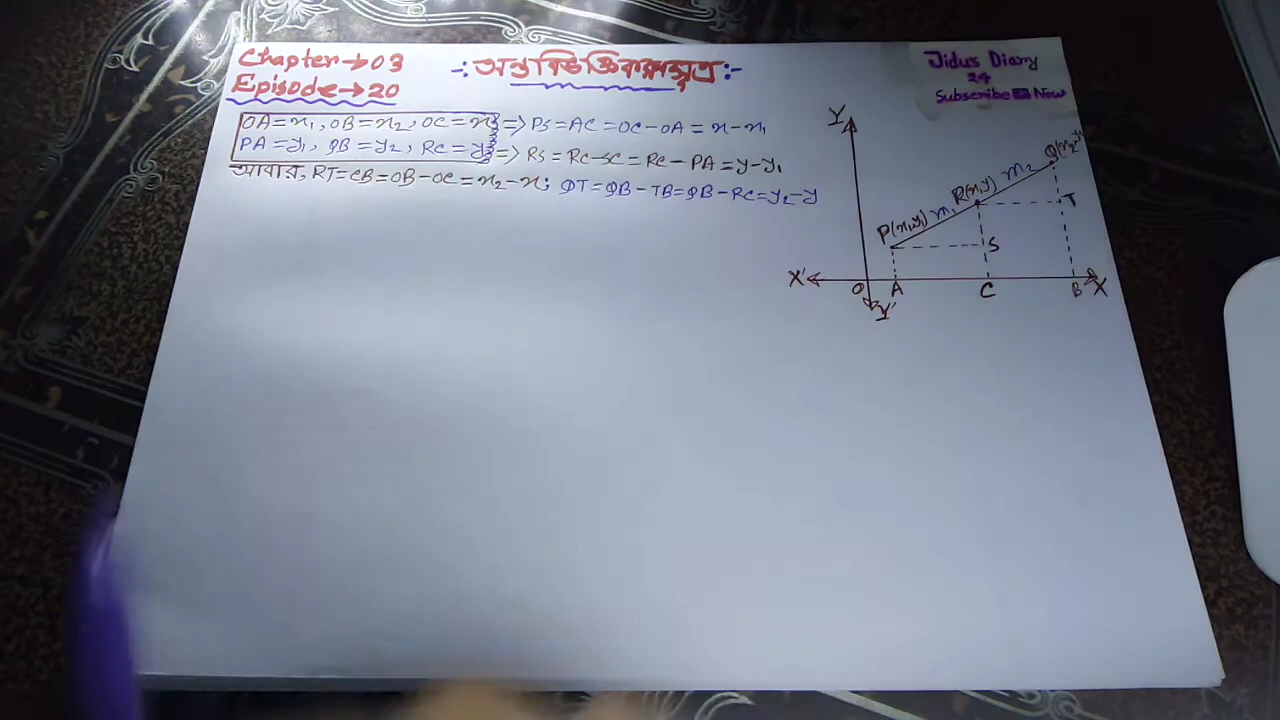 Chapter→03
Episode→20
-: অন্তবিভক্তিকরণসূত্র :-
Jidus Diary
24
Subscribe Now
OA=x₁, OB=x₂, OC=x; => PS=AC=OC-OA=x-x₁
PA=y₁, QB=y₂, RC=y; => RS=RC-SC=RC-PA=y-y₁
আবার, RT=CB=OB-OC=x₂-x; QT=QB-TB=QB-RC=y₂-y
Y
Q(x₂,y₂)
m₂
R(x,y)
T
m₁
P(x₁,y₁)
S
X'
O
A
C
B
X
Y'